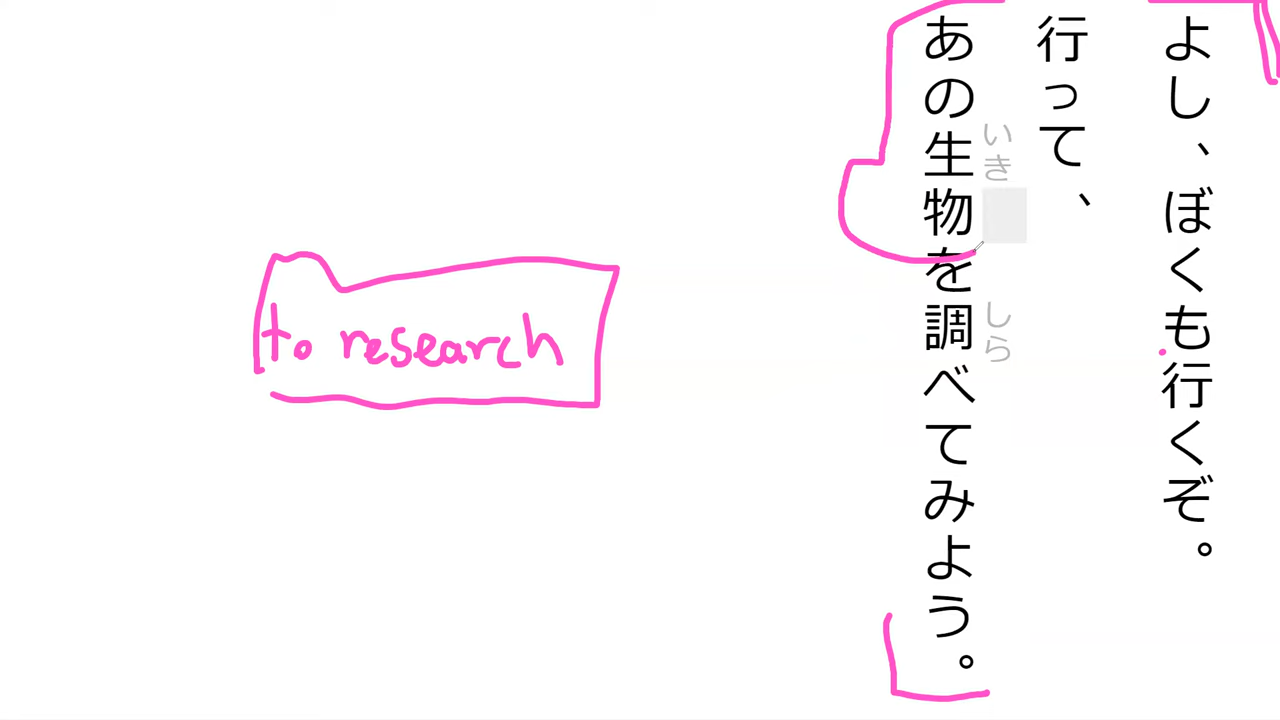 よし、ぼくも行くぞ。
行って、
あの生物を調べてみよう。
いき
しら
to research